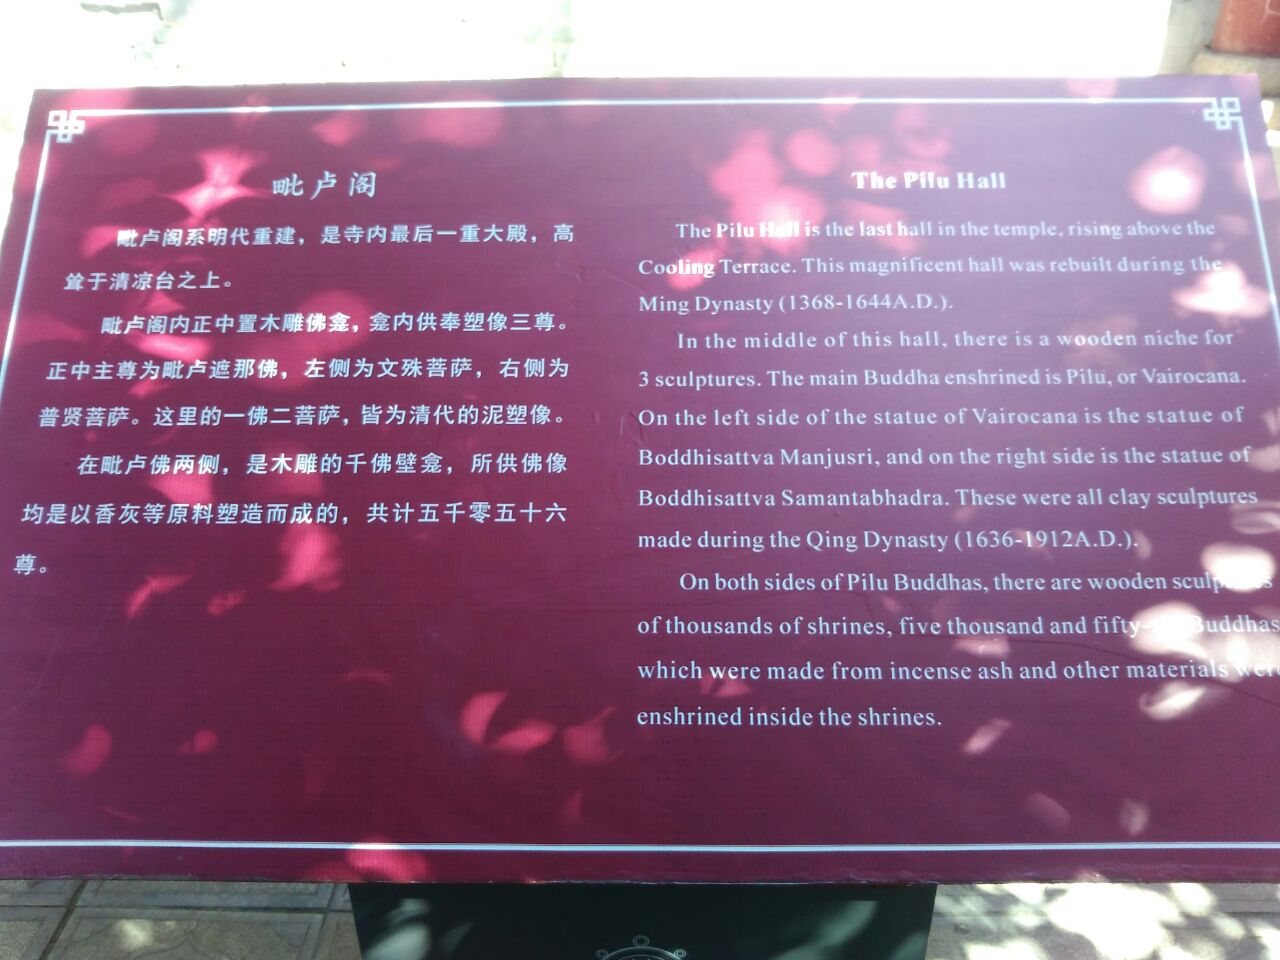 毗卢阁
毗卢阁系明代重建，是寺内最后一重大殿，高
耸于清凉台之上。
毗卢阁内正中置木雕佛龛，龛内供奉塑像三尊。
正中主尊为毗卢遮那佛，左侧为文殊菩萨，右侧为
普贤菩萨。这里的一佛二菩萨，皆为清代的泥塑像。
在毗卢佛两侧，是木雕的千佛壁龛，所供佛像
均是以香灰等原料塑造而成的，共计五千零五十六
尊。
The Pilu Hall
The Pilu Hall is the last hall in the temple, rising above the
Cooling Terrace. This magnificent hall was rebuilt during the
Ming Dynasty (1368-1644A.D.).
In the middle of this hall, there is a wooden niche for
3 sculptures. The main Buddha enshrined is Pilu, or Vairocana.
On the left side of the statue of Vairocana is the statue of
Boddhisattva Manjusri, and on the right side is the statue of
Boddhisattva Samantabhadra. These were all clay sculptures
made during the Qing Dynasty (1636-1912A.D.).
On both sides of Pilu Buddhas, there are wooden sculptures
of thousands of shrines, five thousand and fifty-six Buddhas
which were made from incense ash and other materials were
enshrined inside the shrines.